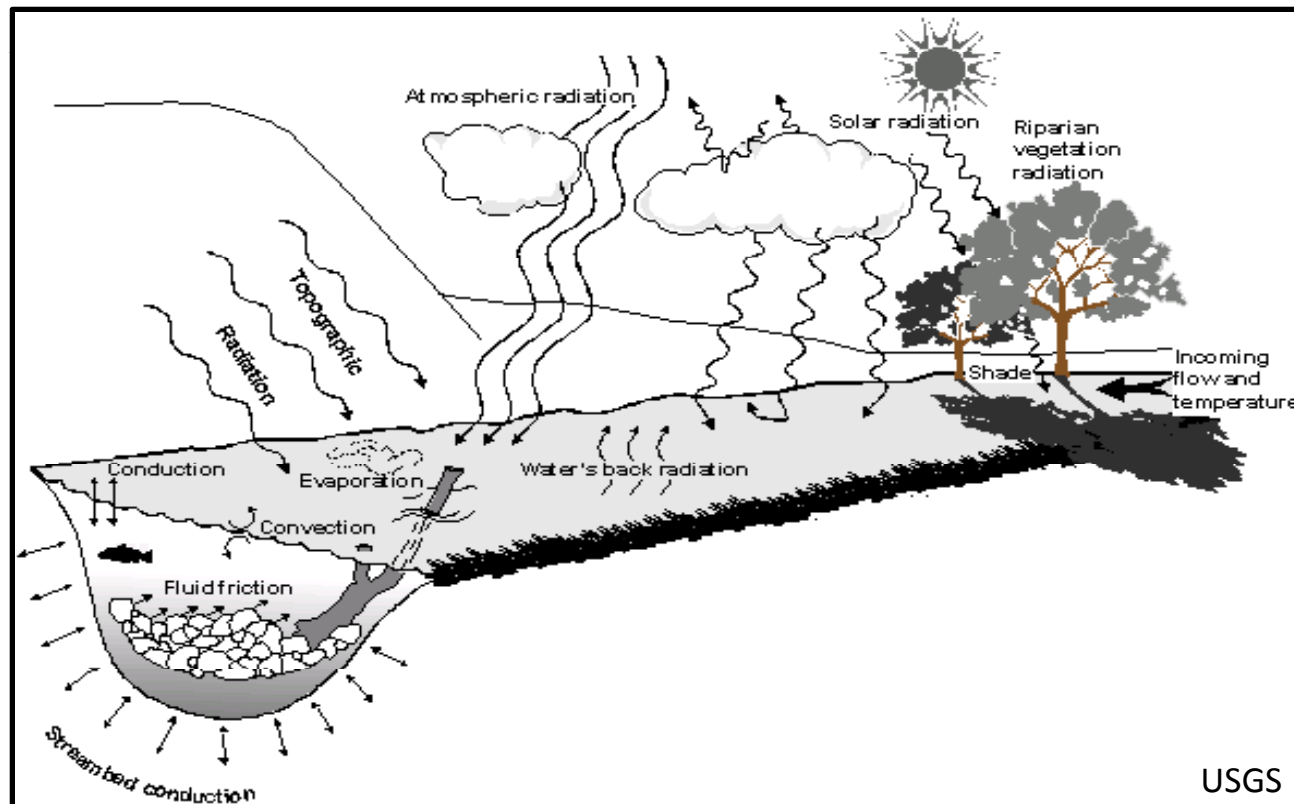 Atmospheric radiation
Solar radiation
Riparian
vegetation
radiation
Topographic
Radiation
Shade
Incoming
flow and
temperature
Conduction
Evaporation
Water's back radiation
Convection
Fluid friction
Streambed conduction
USGS